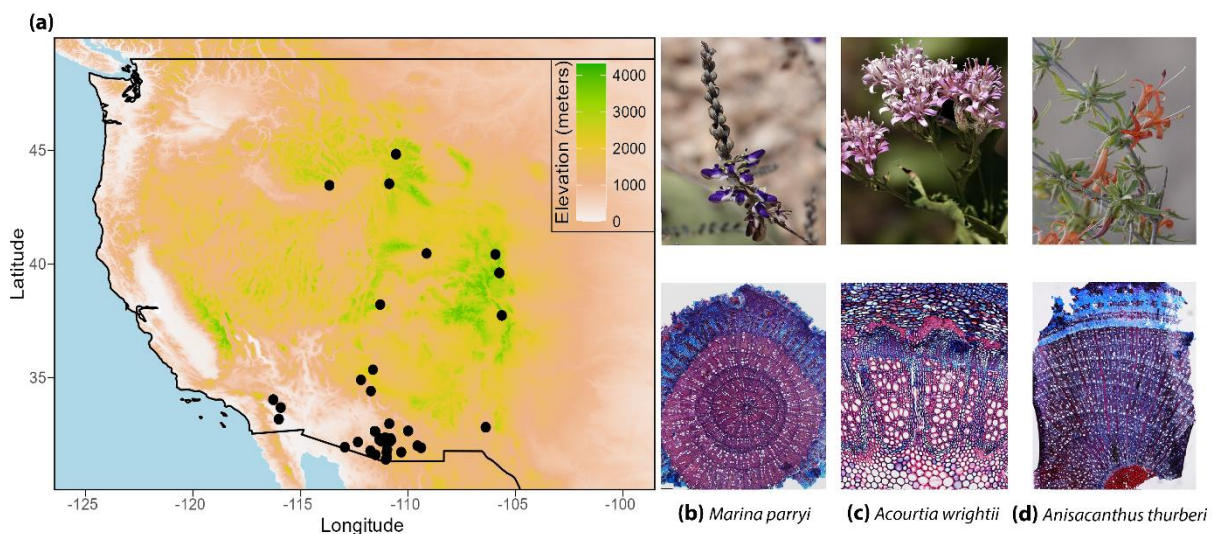 (a)
Elevation (meters)
4000
3000
2000
1000
0
45
40
35
Latitude
-125
-120
-115
-110
-105
-100
Longitude
(b) Marina parryi
(c) Acourtia wrightii
(d) Anisacanthus thurberi